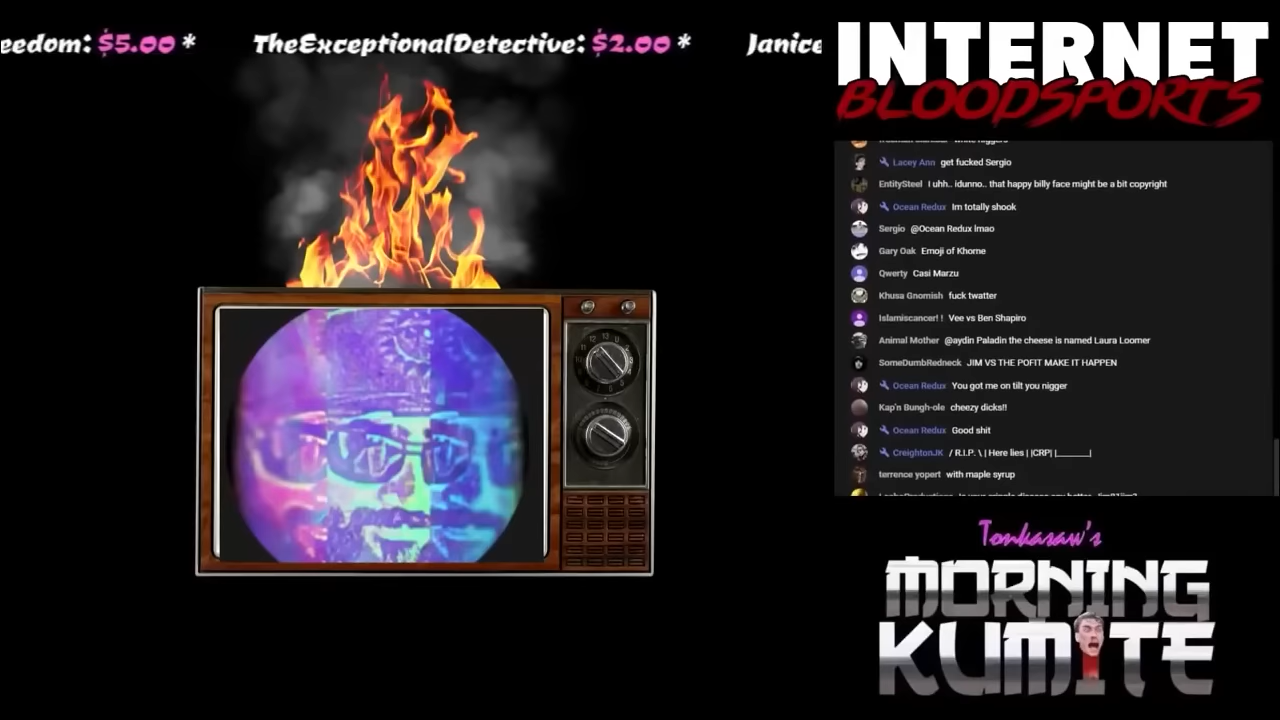 eedom: $5.00 * TheExceptionalDetective: $2.00 * Janice
INTERNET
BLOODSPORTS
Lacey Ann get fucked Sergio
EntitySteel I uhh.. idunno.. that happy billy face might be a bit copyright
Ocean Redux Im totally shook
Sergio @Ocean Redux lmao
Gary Oak Emoji of Khome
Qwerty Casi Marzu
Khusa Gnomish fuck twatter
Islamiscancer! ! Vee vs Ben Shapiro
Animal Mother @aydin Paladin the cheese is named Laura Loomer
SomeDumbRedneck JIM VS THE POFIT MAKE IT HAPPEN
Ocean Redux You got me on tilt you nigger
Kap'n Bungh-ole cheezy dicks!!
Ocean Redux Good shit
CreightonJK / R.I.P. \ | Here lies | |CRP| |_______|
terrence yopert with maple syrup
Tonkasaw's
MORNING
KUMITE